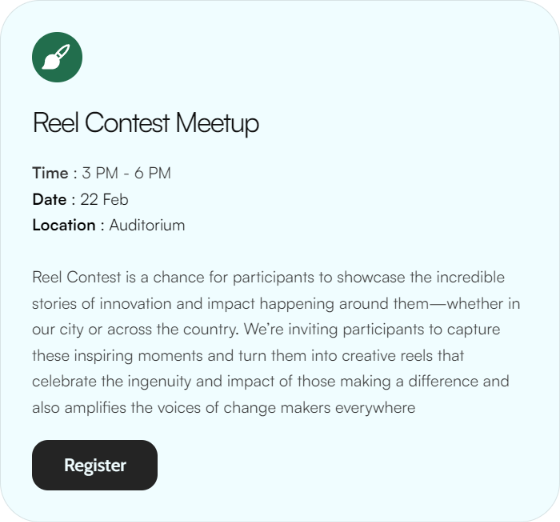 Reel Contest Meetup
Time : 3 PM - 6 PM
Date : 22 Feb
Location : Auditorium
Reel Contest is a chance for participants to showcase the incredible
stories of innovation and impact happening around them—whether in
our city or across the country. We're inviting participants to capture
these inspiring moments and turn them into creative reels that
celebrate the ingenuity and impact of those making a difference and
also amplifies the voices of change makers everywhere
Register